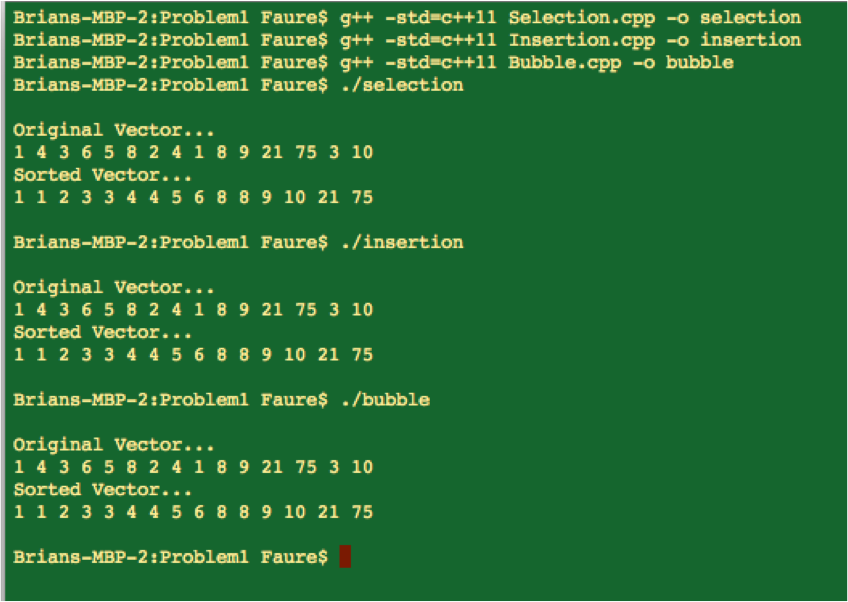 Brians-MBP-2:Problem1 Faure$ g++ -std=c++11 Selection.cpp -o selection
Brians-MBP-2:Problem1 Faure$ g++ -std=c++11 Insertion.cpp -o insertion
Brians-MBP-2:Problem1 Faure$ g++ -std=c++11 Bubble.cpp -o bubble
Brians-MBP-2:Problem1 Faure$ ./selection
Original Vector...
1 4 3 6 5 8 2 4 1 8 9 21 75 3 10
Sorted Vector...
1 1 2 3 3 4 4 5 6 8 8 9 10 21 75
Brians-MBP-2:Problem1 Faure$ ./insertion
Original Vector...
1 4 3 6 5 8 2 4 1 8 9 21 75 3 10
Sorted Vector...
1 1 2 3 3 4 4 5 6 8 8 9 10 21 75
Brians-MBP-2:Problem1 Faure$ ./bubble
Original Vector...
1 4 3 6 5 8 2 4 1 8 9 21 75 3 10
Sorted Vector...
1 1 2 3 3 4 4 5 6 8 8 9 10 21 75
Brians-MBP-2:Problem1 Faure$